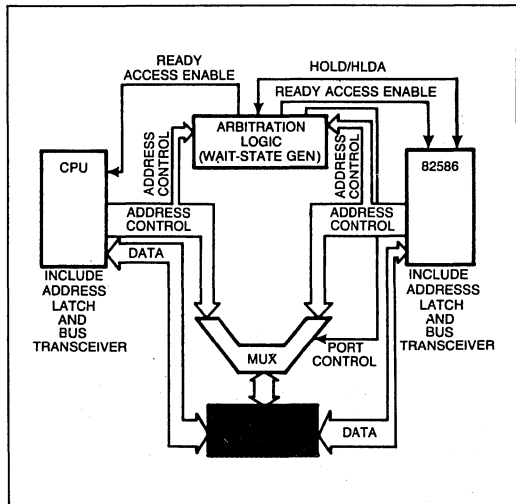 READY
ACCESS ENABLE
HOLD/HLDA
READY ACCESS ENABLE
ARBITRATION
LOGIC
(WAIT-STATE GEN)
CPU
82586
ADDRESS
CONTROL
ADDRESS
CONTROL
ADDRESS
CONTROL
ADDRESS
CONTROL
DATA
INCLUDE
ADDRESS
LATCH
AND
BUS
TRANSCEIVER
INCLUDE
ADDRESSS
LATCH
AND
BUS
TRANSCEIVER
MUX
PORT
CONTROL
DATA